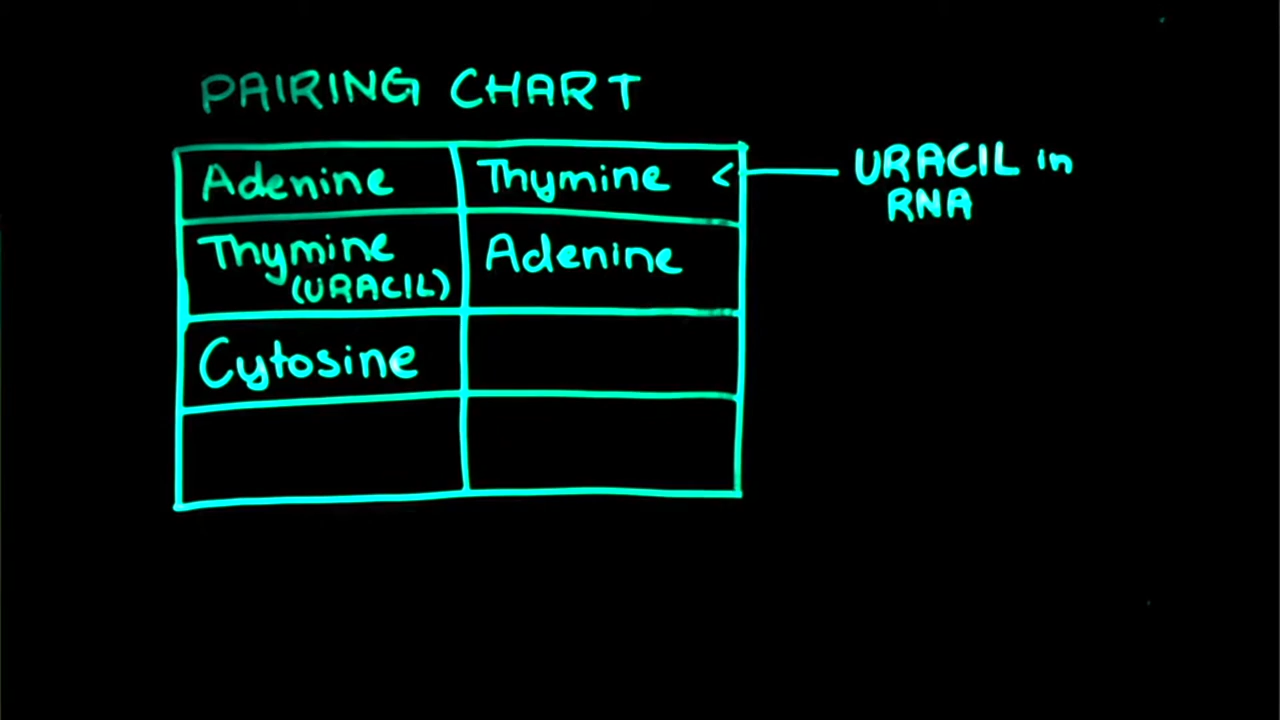 PAIRING CHART
Adenine Thymine < URACIL in
RNA
Thymine Adenine
(URACIL)
Cytosine